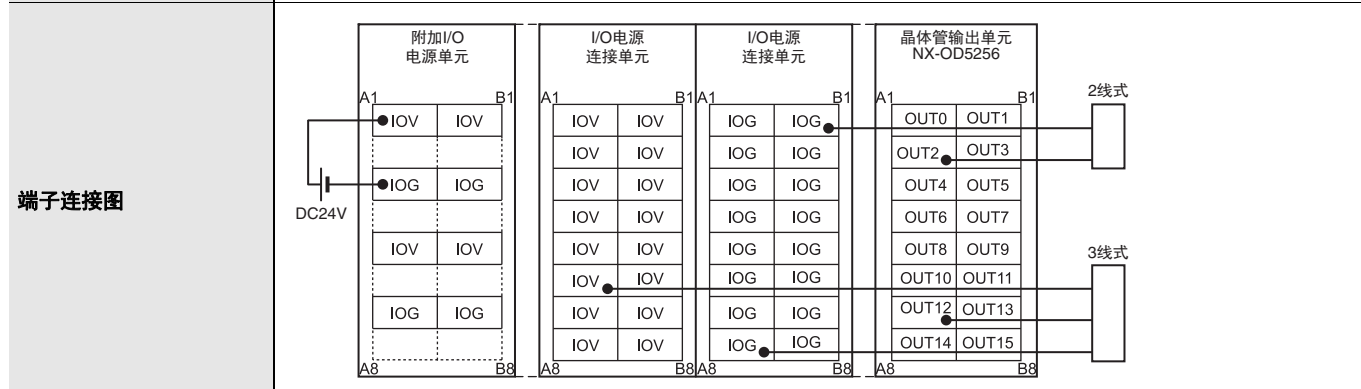 端子连接图
附加I/O
电源单元
A1 B1
IOV IOV
IOG IOG
IOV IOV
IOG IOG
A8 B8
DC24V
I/O电源
连接单元
A1 B1
IOV IOV
IOV IOV
IOV IOV
IOV IOV
IOV IOV
IOV IOV
IOV IOV
IOV IOV
A8 B8
I/O电源
连接单元
A1 B1
IOG IOG
IOG IOG
IOG IOG
IOG IOG
IOG IOG
IOG IOG
IOG IOG
IOG IOG
A8 B8
晶体管输出单元
NX-OD5256
A1 B1
OUT0 OUT1
OUT2 OUT3
OUT4 OUT5
OUT6 OUT7
OUT8 OUT9
OUT10 OUT11
OUT12 OUT13
OUT14 OUT15
A8 B8
2线式
3线式